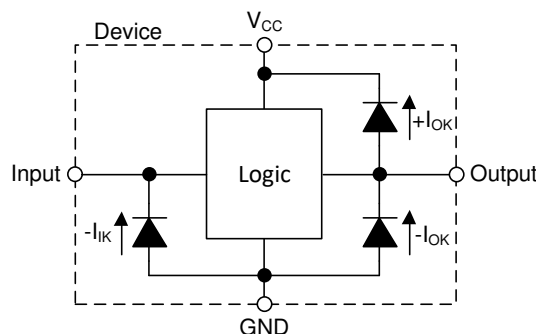 Device
VCC
+IOK
Input
Logic
Output
-IIK
-IOK
GND